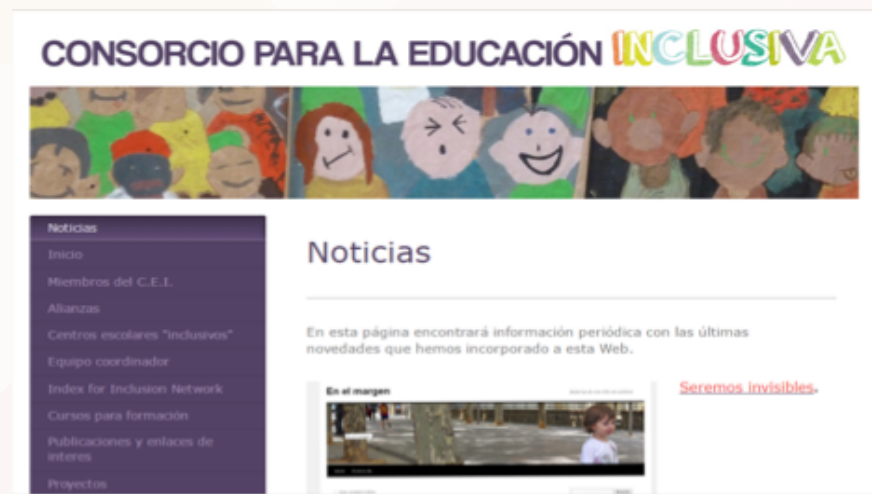 CONSORCIO PARA LA EDUCACIÓN INCLUSIVA
Noticias
Inicio
Miembros del C.E.I.
Alianzas
Centros escolares "inclusivos"
Equipo coordinador
Index for Inclusion Network
Cursos para formación
Publicaciones y enlaces de
interes
Proyectos
Noticias
En esta página encontrará información periódica con las últimas
novedades que hemos incorporado a esta Web.
En el margen
Seremos invisibles.